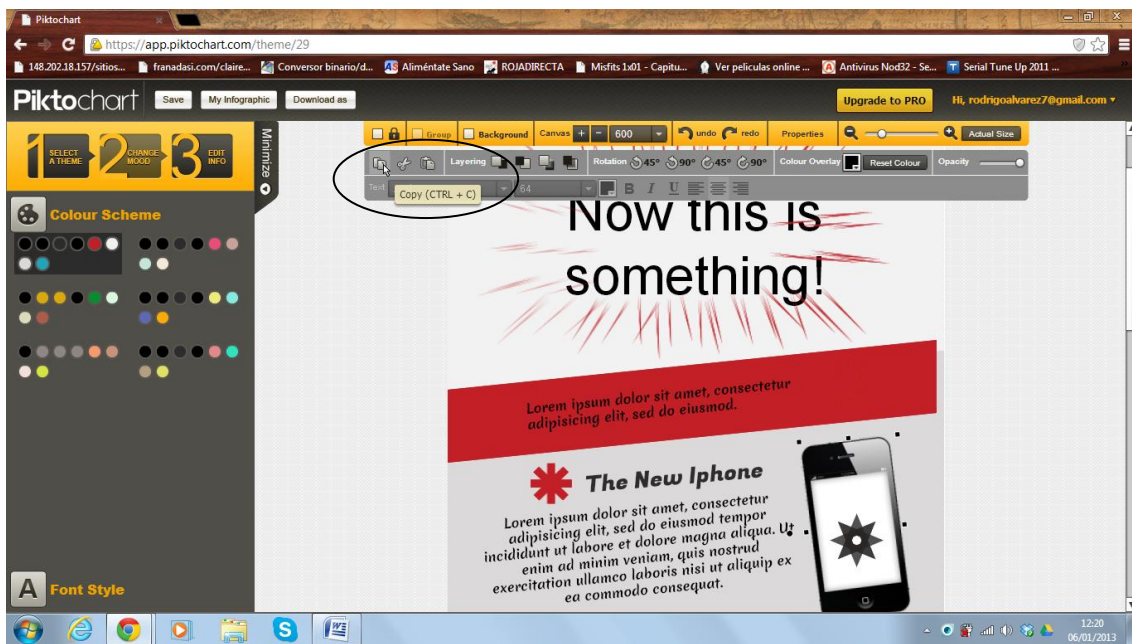 Piktochart
https://app.piktochart.com/theme/29
148.202.18.157/sitios... franadasi.com/claire... Conversor binario/d... Aliméntate Sano ROJADIRECTA Misfits 1x01 - Capitu... Ver peliculas online ... Antivirus Nod32 - Se... Serial Tune Up 2011 ...
Piktochart Save My Infographic Download as Upgrade to PRO Hi, rodrigoalvarez7@gmail.com
Group Background Canvas + - 600 undo redo Properties Actual Size
1 SELECT A THEME 2 CHANGE MOOD 3 EDIT INFO
Minimize
Layering Rotation 45° 90° 45° 90° Colour Overlay Reset Colour Opacity
Text 64 B I U
Copy (CTRL + C)
Colour Scheme
Now this is
something!
Lorem ipsum dolor sit amet, consectetur
adipisicing elit, sed do eiusmod.
The New Iphone
Lorem ipsum dolor sit amet, consectetur
adipisicing elit, sed do eiusmod tempor
incididunt ut labore et dolore magna aliqua. Ut
enim ad minim veniam, quis nostrud
exercitation ullamco laboris nisi ut aliquip ex
ea commodo consequat.
A Font Style
12:20
06/01/2013